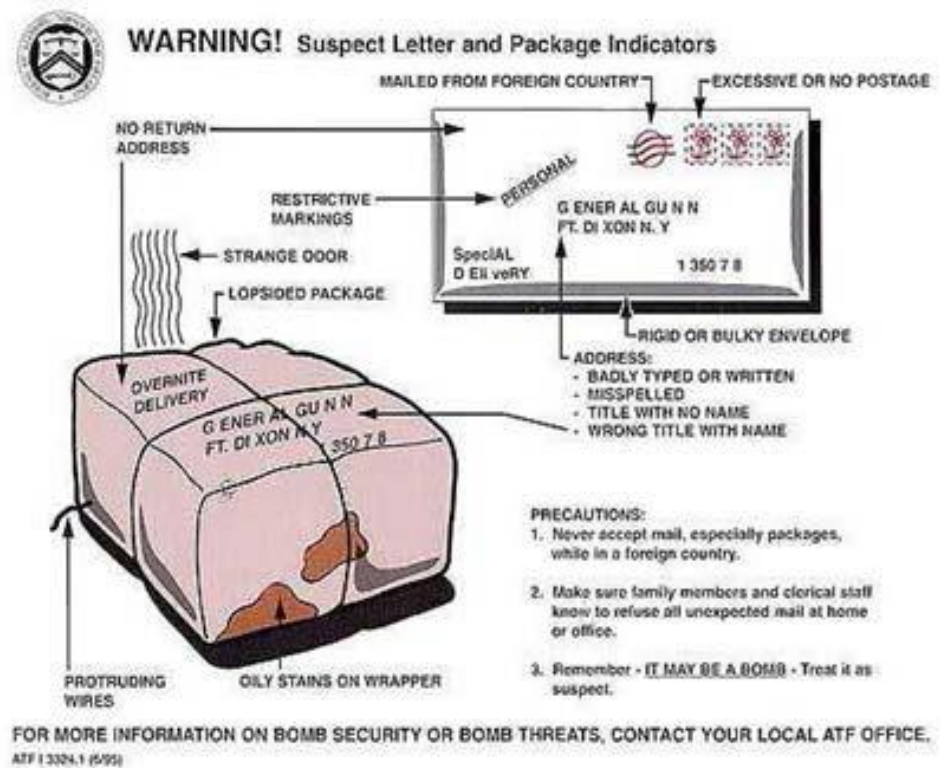 WARNING! Suspect Letter and Package Indicators
MAILED FROM FOREIGN COUNTRY
EXCESSIVE OR NO POSTAGE
NO RETURN
ADDRESS
RESTRICTIVE
MARKINGS
PERSONAL
G ENER AL GU N N
FT. DI XON N. Y
SpecIAL
D Eli veRY
1 350 7 8
STRANGE ODOR
LOPSIDED PACKAGE
RIGID OR BULKY ENVELOPE
ADDRESS:
- BADLY TYPED OR WRITTEN
- MISSPELLED
- TITLE WITH NO NAME
- WRONG TITLE WITH NAME
OVERNITE
DELIVERY
G ENER AL GU N N
FT. DI XON N Y
350 7 8
PROTRUDING
WIRES
OILY STAINS ON WRAPPER
PRECAUTIONS:
1. Never accept mail, especially packages,
while in a foreign country.
2. Make sure family members and clerical staff
know to refuse all unexpected mail at home
or office.
3. Remember - IT MAY BE A BOMB - Treat it as
suspect.
FOR MORE INFORMATION ON BOMB SECURITY OR BOMB THREATS, CONTACT YOUR LOCAL ATF OFFICE.
ATF I 3324.1 (6/95)